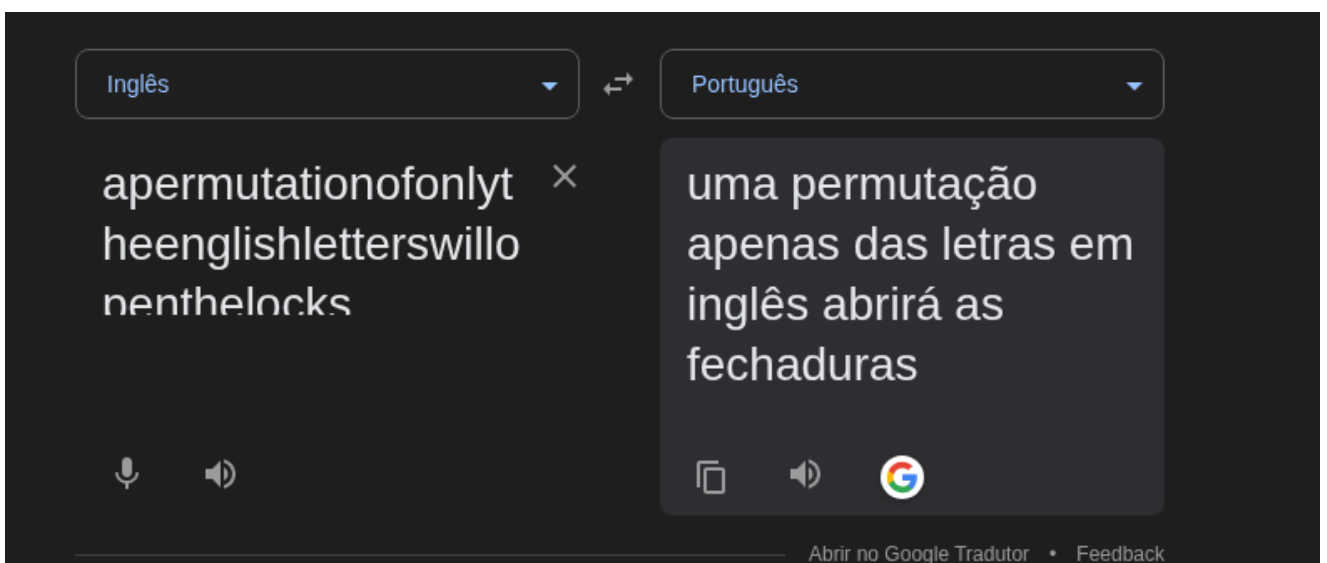 Inglês
Português
apermutationofonlyt
heenglishletterswillo
penthelocks
uma permutação
apenas das letras em
inglês abrirá as
fechaduras
Abrir no Google Tradutor • Feedback